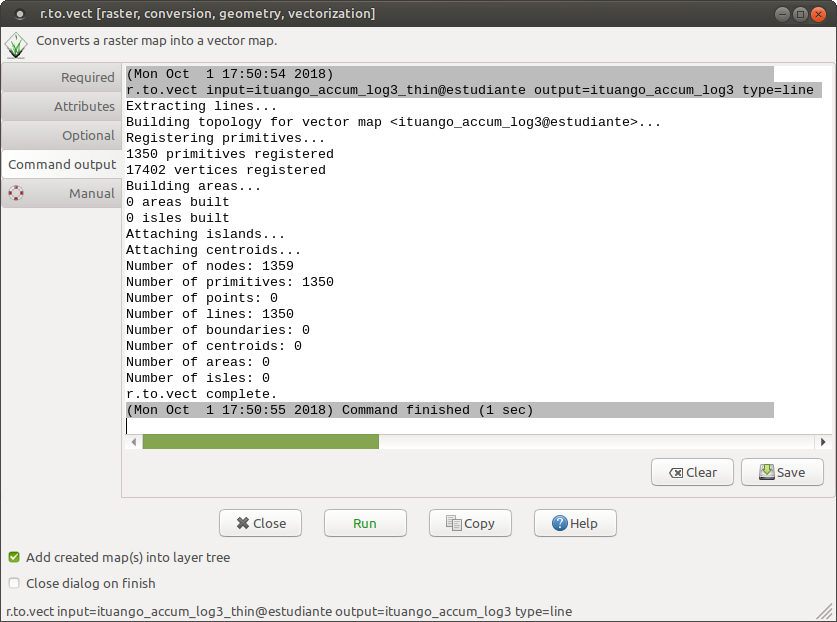 r.to.vect [raster, conversion, geometry, vectorization]
Converts a raster map into a vector map.
Required
Attributes
Optional
Command output
Manual
(Mon Oct  1 17:50:54 2018)
r.to.vect input=ituango_accum_log3_thin@estudiante output=ituango_accum_log3 type=line
Extracting lines...
Building topology for vector map <ituango_accum_log3@estudiante>...
Registering primitives...
1350 primitives registered
17402 vertices registered
Building areas...
0 areas built
0 isles built
Attaching islands...
Attaching centroids...
Number of nodes: 1359
Number of primitives: 1350
Number of points: 0
Number of lines: 1350
Number of boundaries: 0
Number of centroids: 0
Number of areas: 0
Number of isles: 0
r.to.vect complete.
(Mon Oct  1 17:50:55 2018) Command finished (1 sec)
Clear
Save
Close
Run
Copy
Help
Add created map(s) into layer tree
Close dialog on finish
r.to.vect input=ituango_accum_log3_thin@estudiante output=ituango_accum_log3 type=line